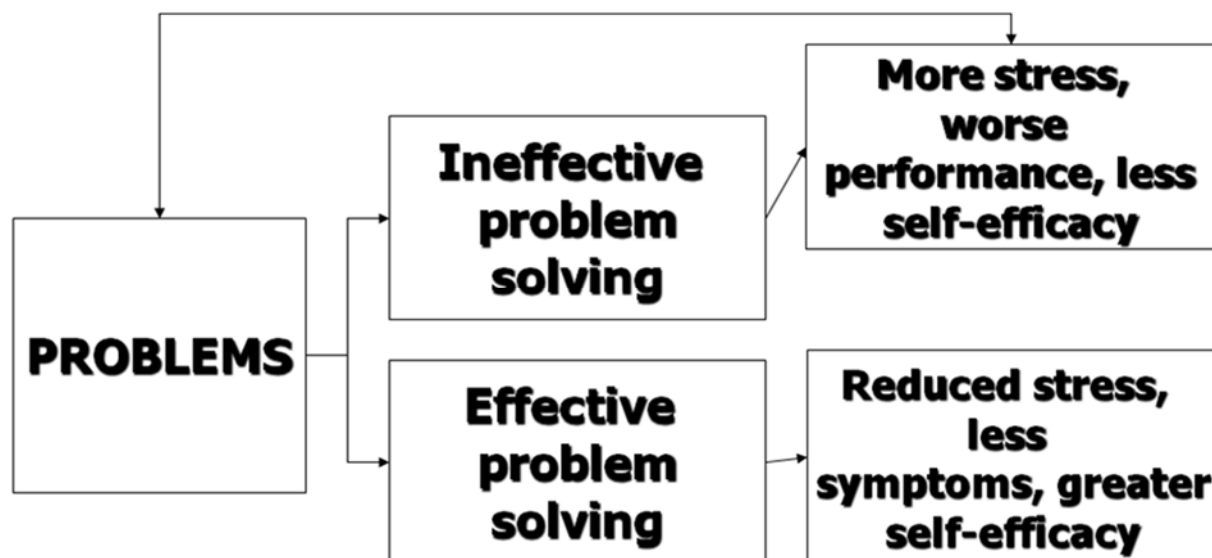 PROBLEMS
Ineffective
problem
solving
More stress,
worse
performance, less
self-efficacy
Effective
problem
solving
Reduced stress,
less
symptoms, greater
self-efficacy